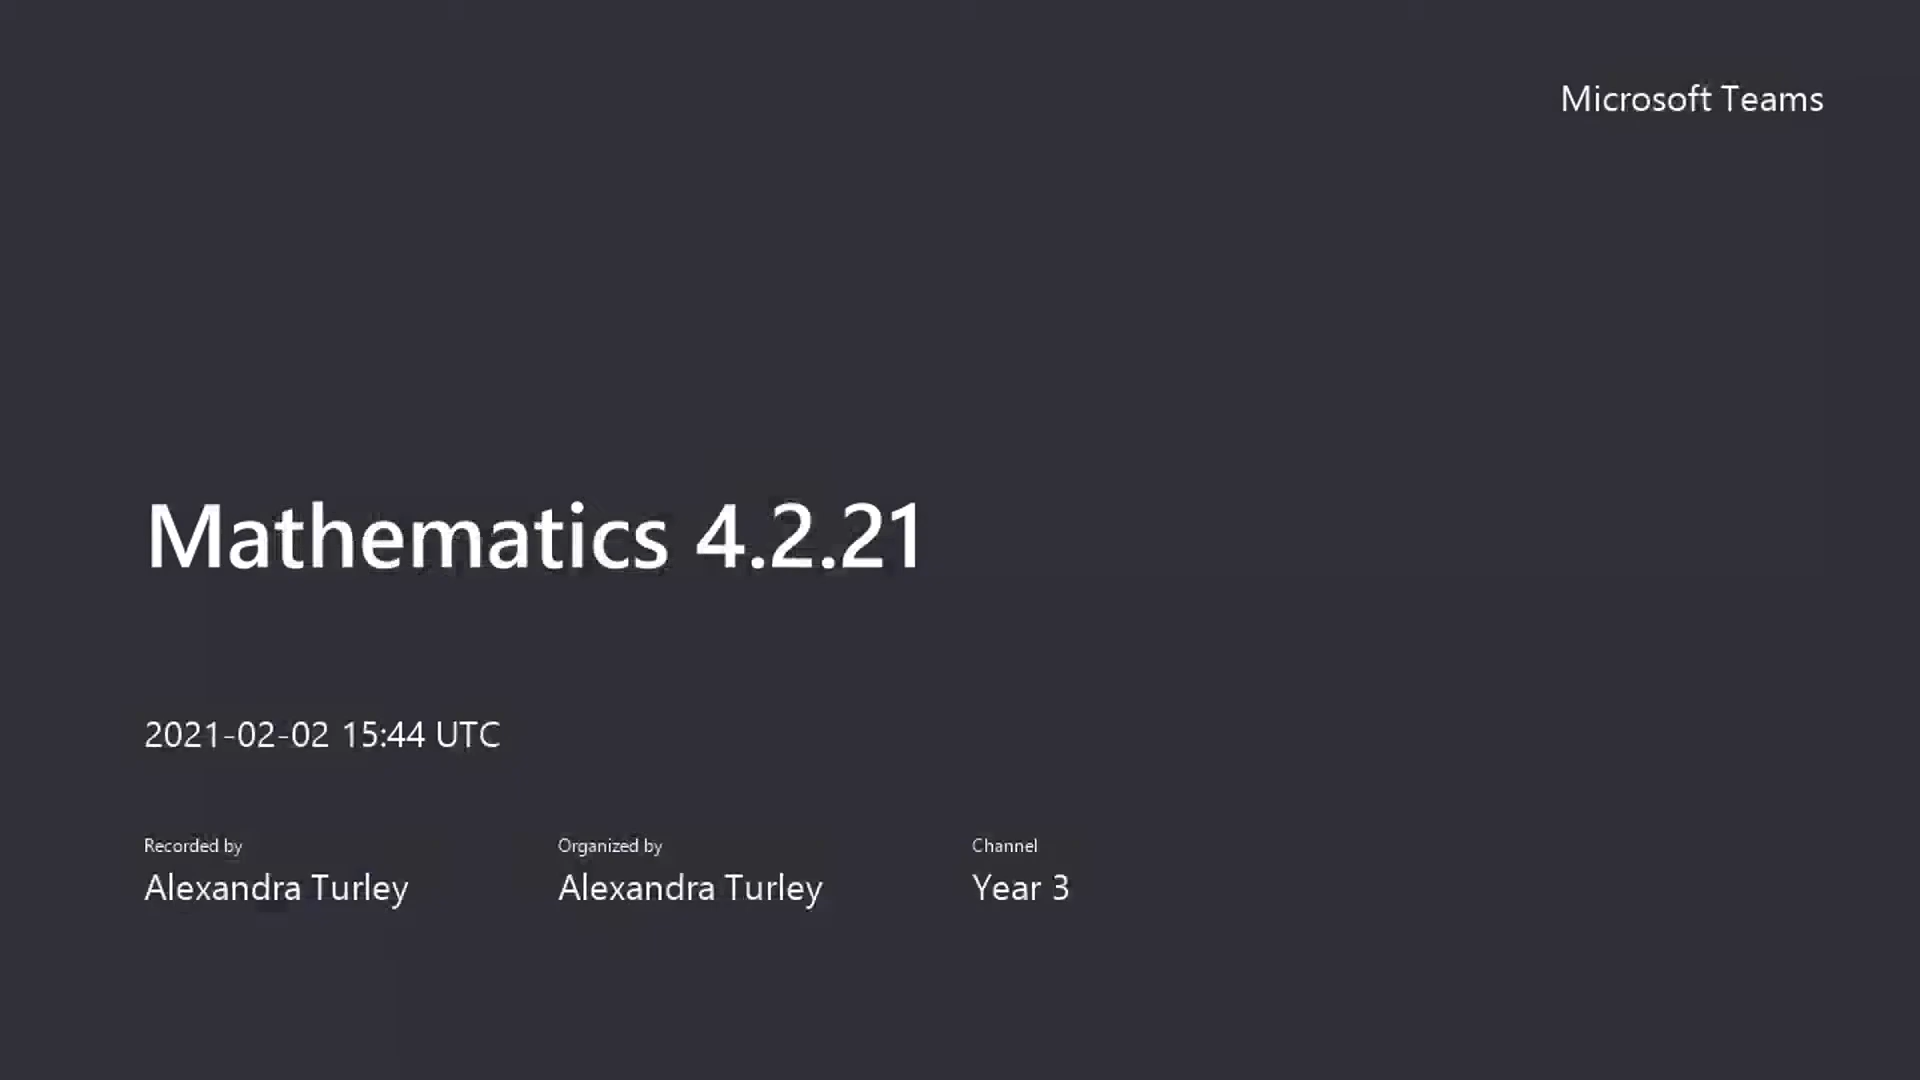 Microsoft Teams
Mathematics 4.2.21
2021-02-02 15:44 UTC
Recorded by
Alexandra Turley
Organized by
Alexandra Turley
Channel
Year 3